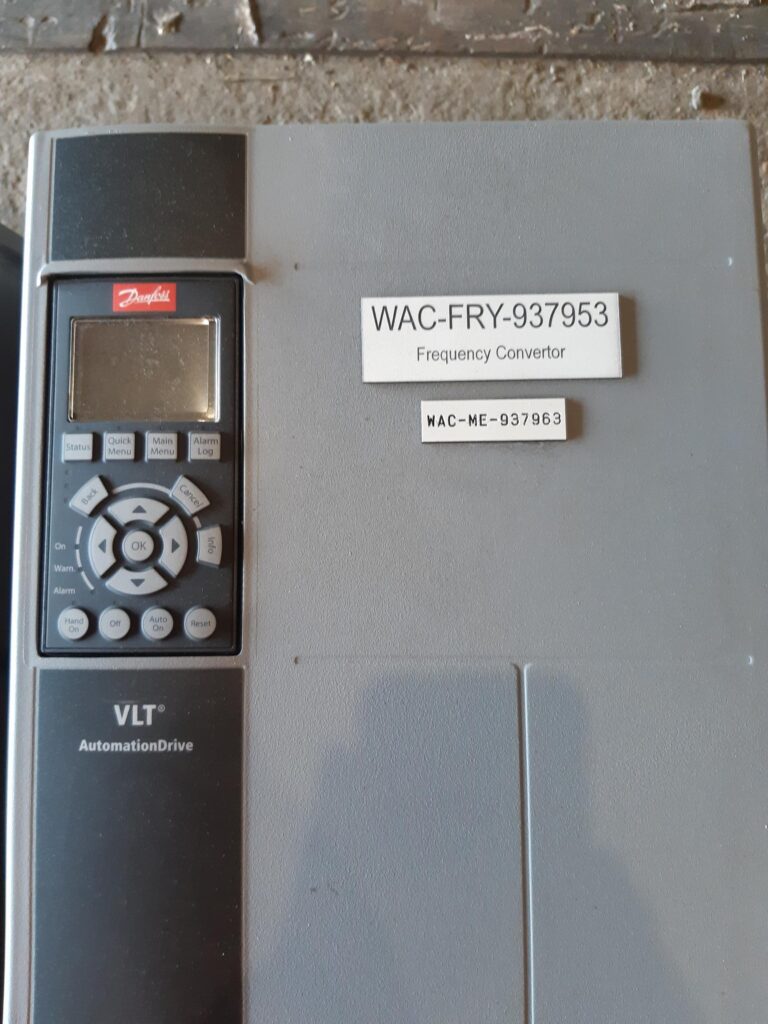 Danfoss
WAC-FRY-937953
Frequency Convertor
WAC-ME-937963
Status
Quick
Menu
Main
Menu
Alarm
Log
Back
Cancel
OK
Info
On
Warn.
Alarm
Hand
On
Off
Auto
On
Reset
VLT®
AutomationDrive